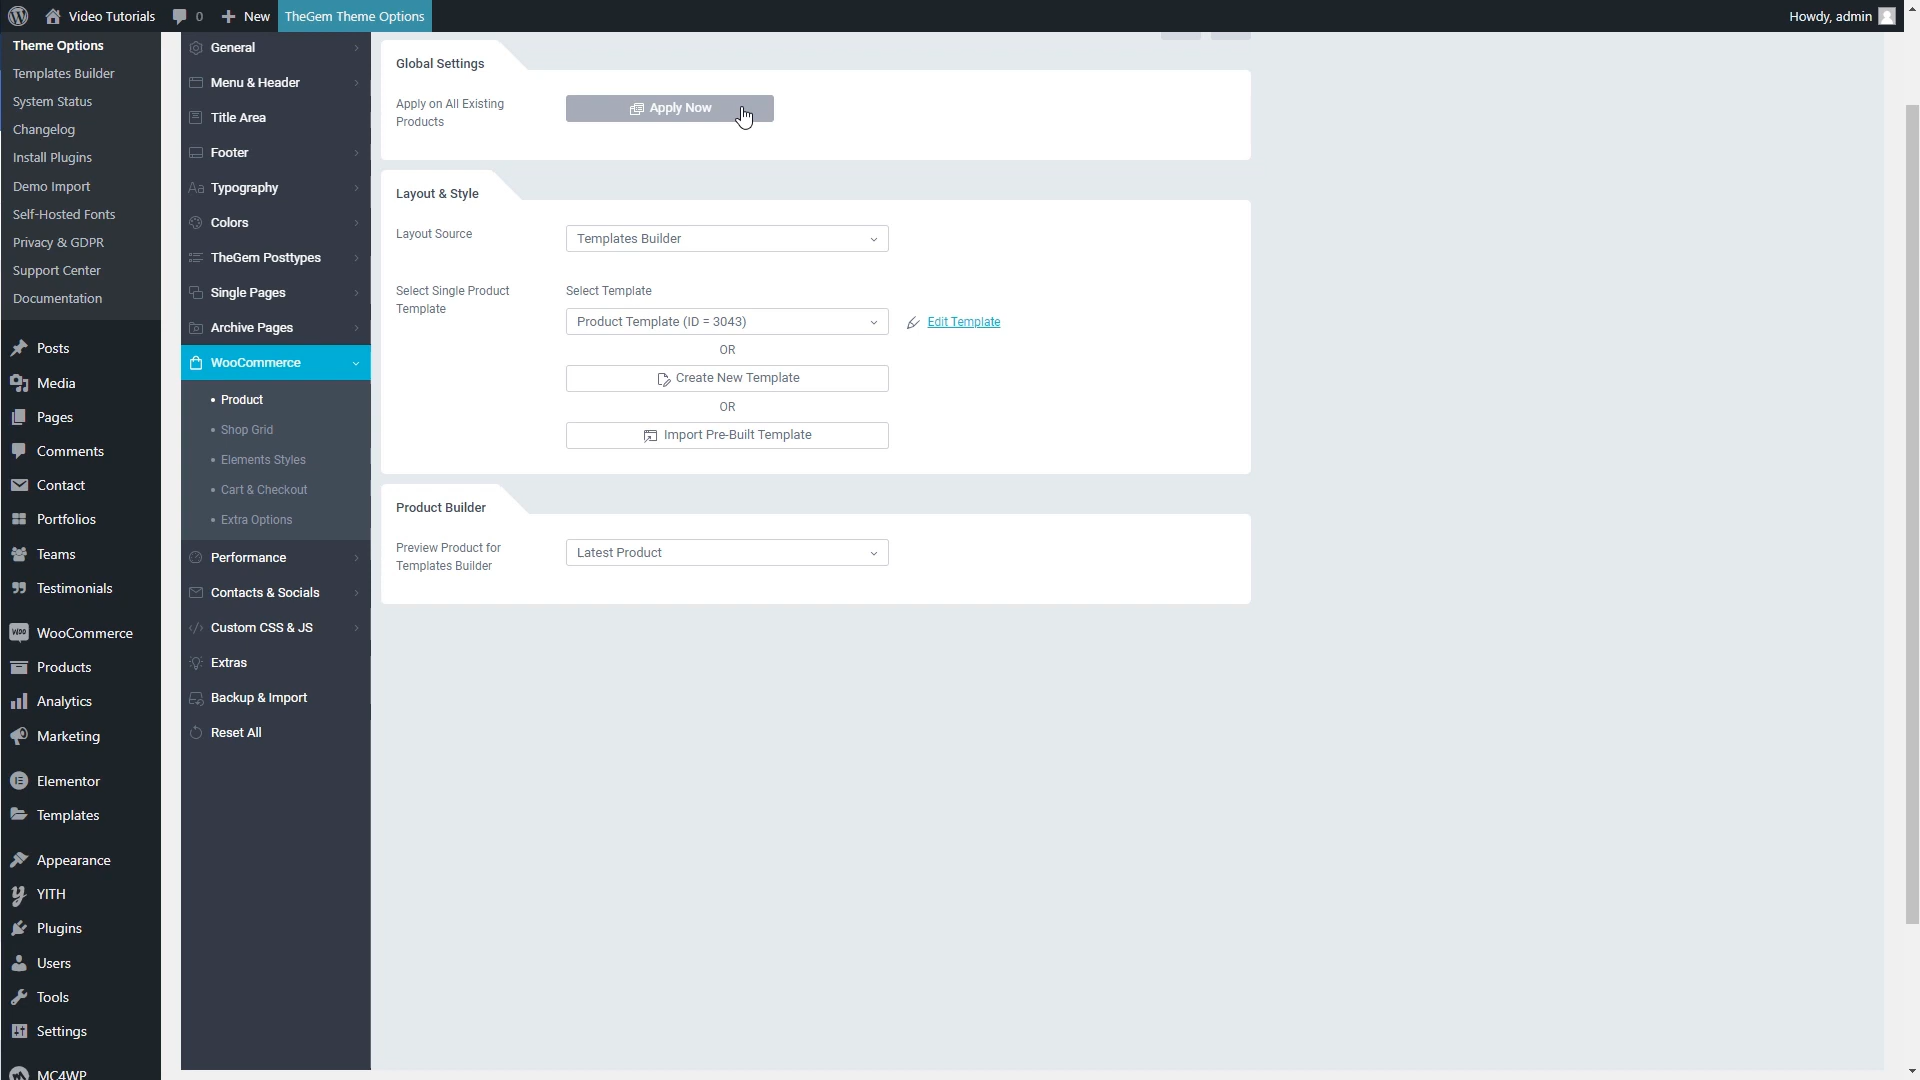 Video Tutorials
0
New
TheGem Theme Options
Howdy, admin
Theme Options
Templates Builder
System Status
Changelog
Install Plugins
Demo Import
Self-Hosted Fonts
Privacy & GDPR
Support Center
Documentation
Posts
Media
Pages
Comments
Contact
Portfolios
Teams
Testimonials
WooCommerce
Products
Analytics
Marketing
Elementor
Templates
Appearance
YITH
Plugins
Users
Tools
Settings
MC4WP
General
Menu & Header
Title Area
Footer
Aa Typography
Colors
TheGem Posttypes
Single Pages
Archive Pages
WooCommerce
• Product
• Shop Grid
• Elements Styles
• Cart & Checkout
• Extra Options
Performance
Contacts & Socials
</> Custom CSS & JS
Extras
Backup & Import
Reset All
Global Settings
Apply on All Existing
Products
Apply Now
Layout & Style
Layout Source
Templates Builder
Select Single Product
Template
Select Template
Product Template (ID = 3043)
Edit Template
OR
Create New Template
OR
Import Pre-Built Template
Product Builder
Preview Product for
Templates Builder
Latest Product